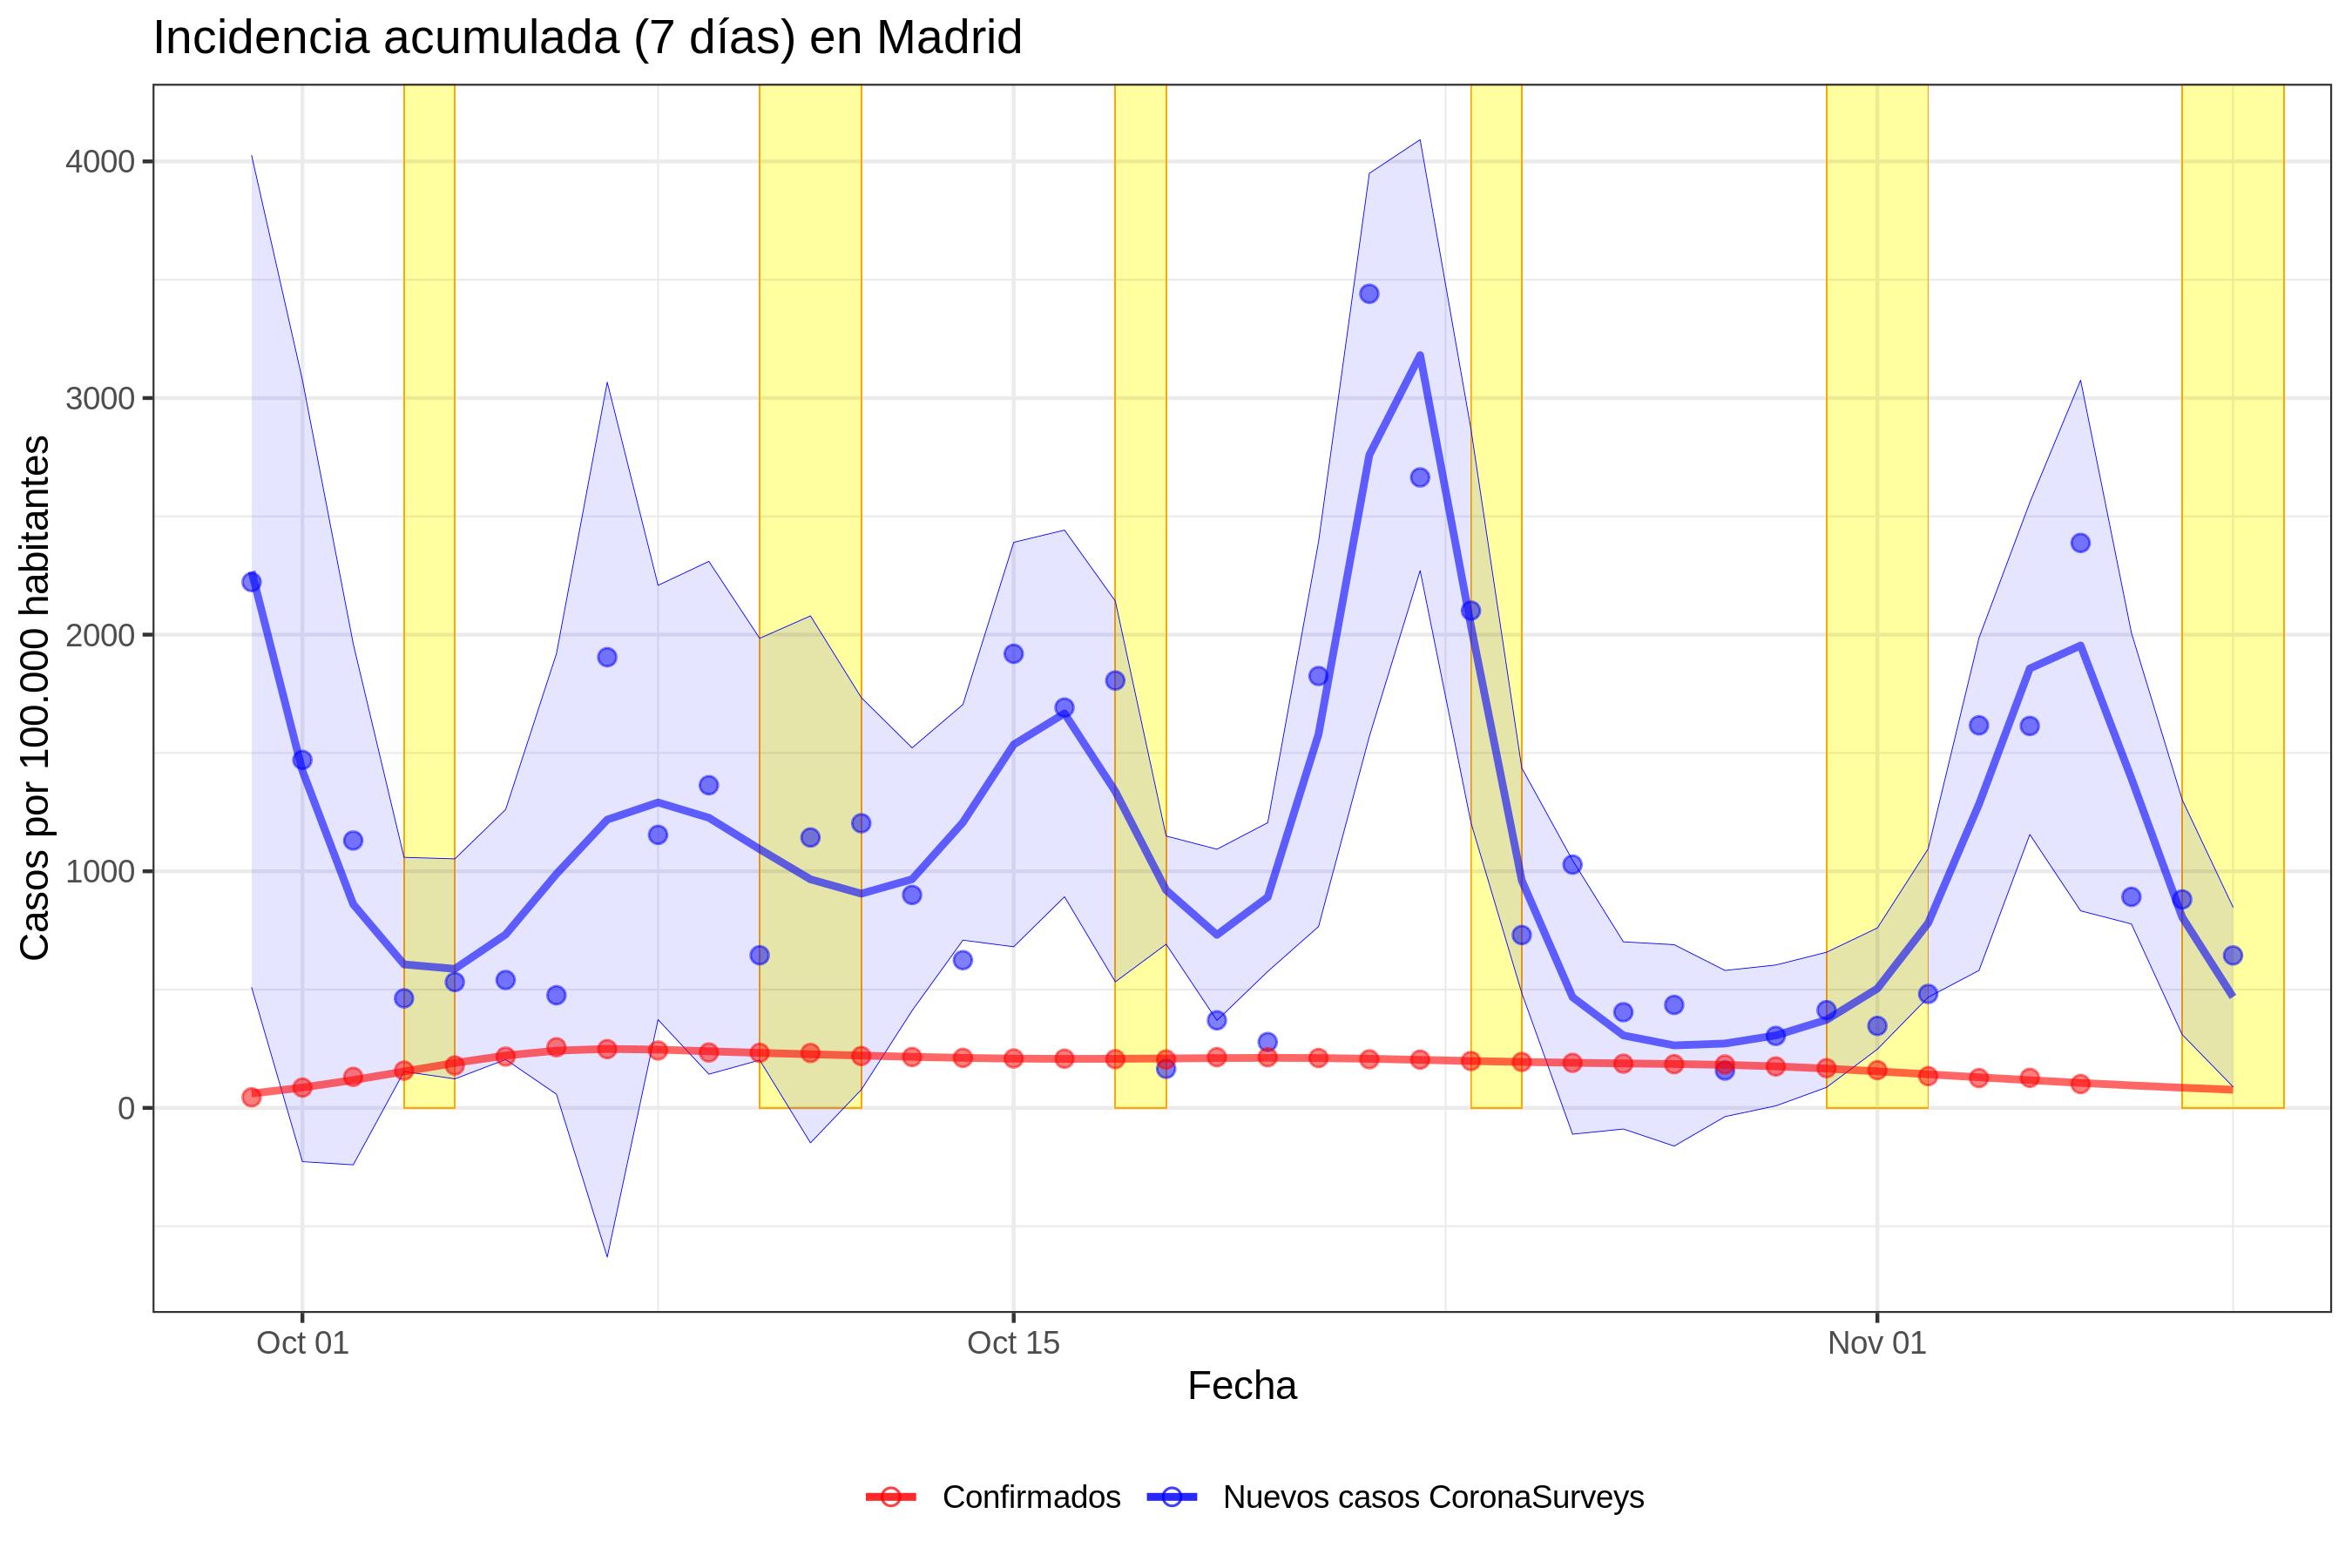 Incidencia acumulada (7 días) en Madrid
Casos por 100.000 habitantes
4000
3000
2000
1000
0
Oct 01
Oct 15
Nov 01
Fecha
Confirmados
Nuevos casos CoronaSurveys